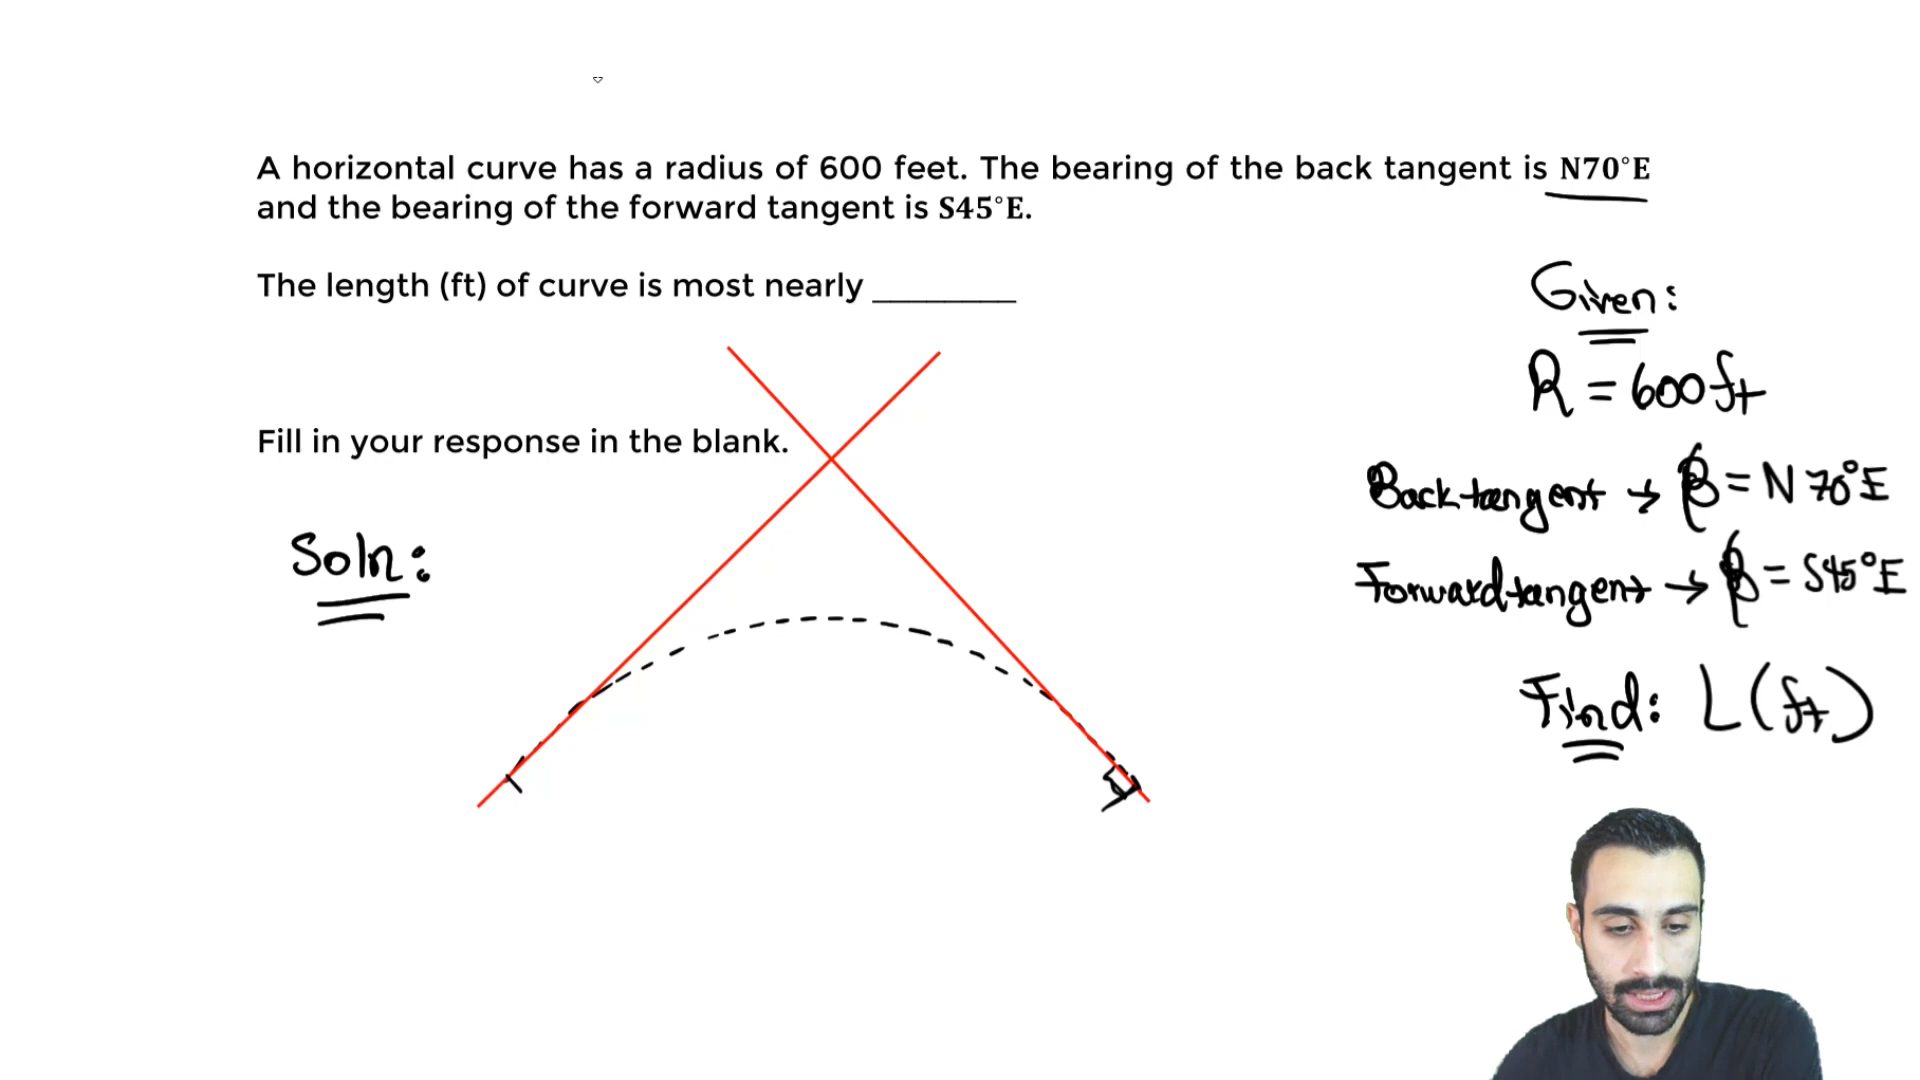 A horizontal curve has a radius of 600 feet. The bearing of the back tangent is N70°E
and the bearing of the forward tangent is S45°E.
The length (ft) of curve is most nearly ________
Fill in your response in the blank.
Soln:
Given:
R = 600ft
Back tangent → β = N 70°E
Forward tangent → β = S45°E
Find: L (ft)